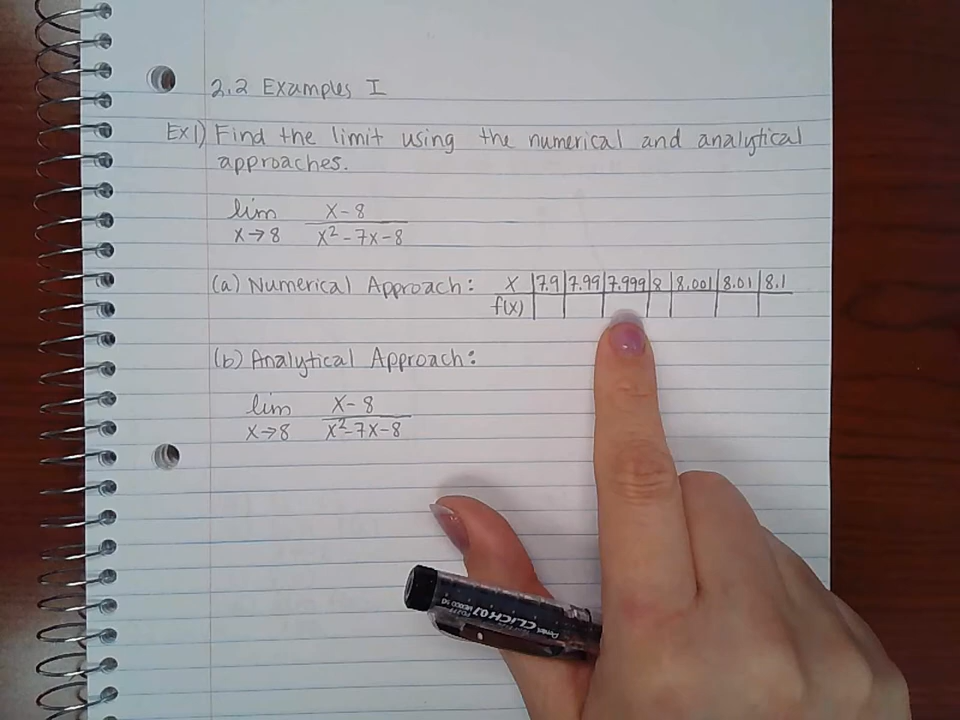 2.2 Examples I
Ex1) Find the limit using the numerical and analytical
approaches.
lim x→8 (x-8)/(x²-7x-8)
(a) Numerical Approach: x | 7.9 | 7.99 | 7.999 | 8 | 8.001 | 8.01 | 8.1
f(x)
(b) Analytical Approach:
lim x→8 (x-8)/(x²-7x-8)
Pentel CLICK 0.7 MEXICO